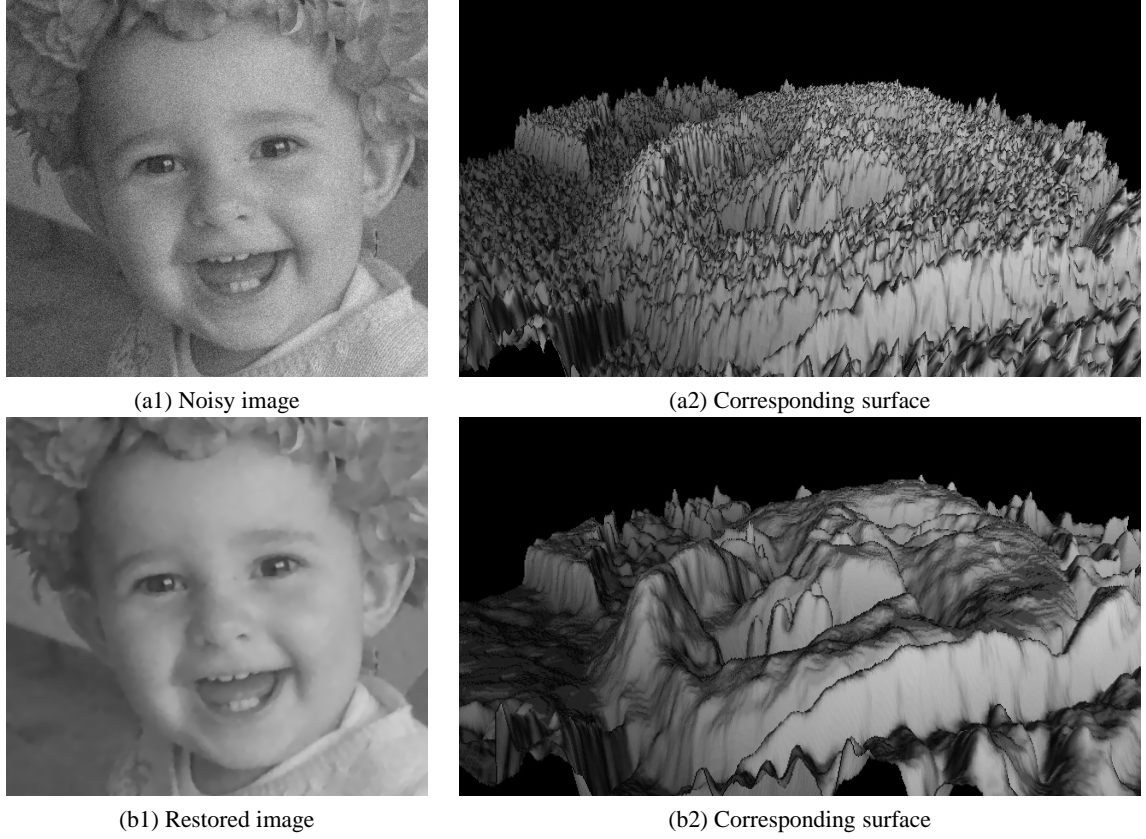 (a1) Noisy image
(a2) Corresponding surface
(b1) Restored image
(b2) Corresponding surface